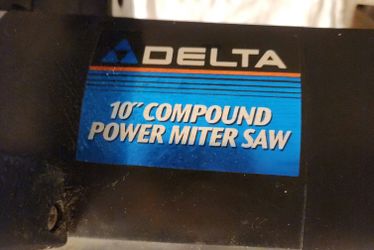 DELTA
10" COMPOUND
POWER MITER SAW